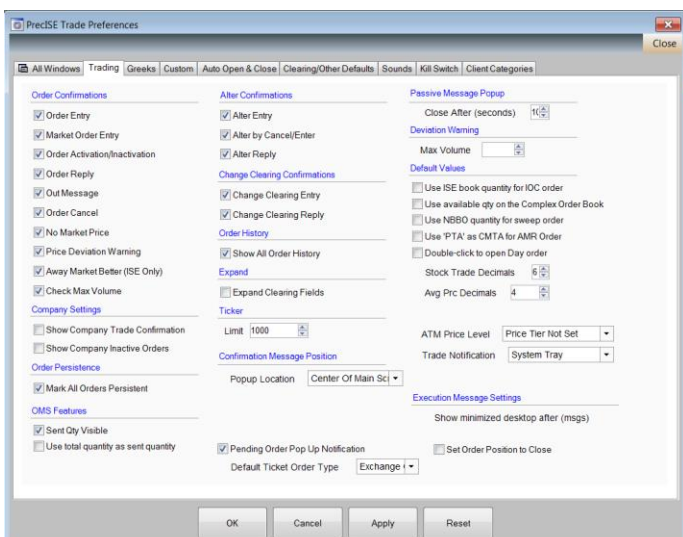 PrecISE Trade Preferences
Close
All Windows Trading Greeks Custom Auto Open & Close Clearing/Other Defaults Sounds Kill Switch Client Categories
Order Confirmations
Order Entry
Market Order Entry
Order Activation/Inactivation
Order Reply
Out Message
Order Cancel
No Market Price
Price Deviation Warning
Away Market Better (ISE Only)
Check Max Volume
Company Settings
Show Company Trade Confirmation
Show Company Inactive Orders
Order Persistence
Mark All Orders Persistent
OMS Features
Sent Qty Visible
Use total quantity as sent quantity
Alter Confirmations
Alter Entry
Alter by Cancel/Enter
Alter Reply
Change Clearing Confirmations
Change Clearing Entry
Change Clearing Reply
Order History
Show All Order History
Expand
Expand Clearing Fields
Ticker
Limit 1000
Confirmation Message Position
Popup Location Center Of Main Sc
Pending Order Pop Up Notification
Default Ticket Order Type Exchange
Passive Message Popup
Close After (seconds)
Deviation Warning
Max Volume
Default Values
Use ISE book quantity for IOC order
Use available qty on the Complex Order Book
Use NBBO quantity for sweep order
Use 'PTA' as CMTA for AMR Order
Double-click to open Day order
Stock Trade Decimals 6
Avg Prc Decimals 4
ATM Price Level Price Tier Not Set
Trade Notification System Tray
Execution Message Settings
Show minimized desktop after (msgs)
Set Order Position to Close
OK Cancel Apply Reset